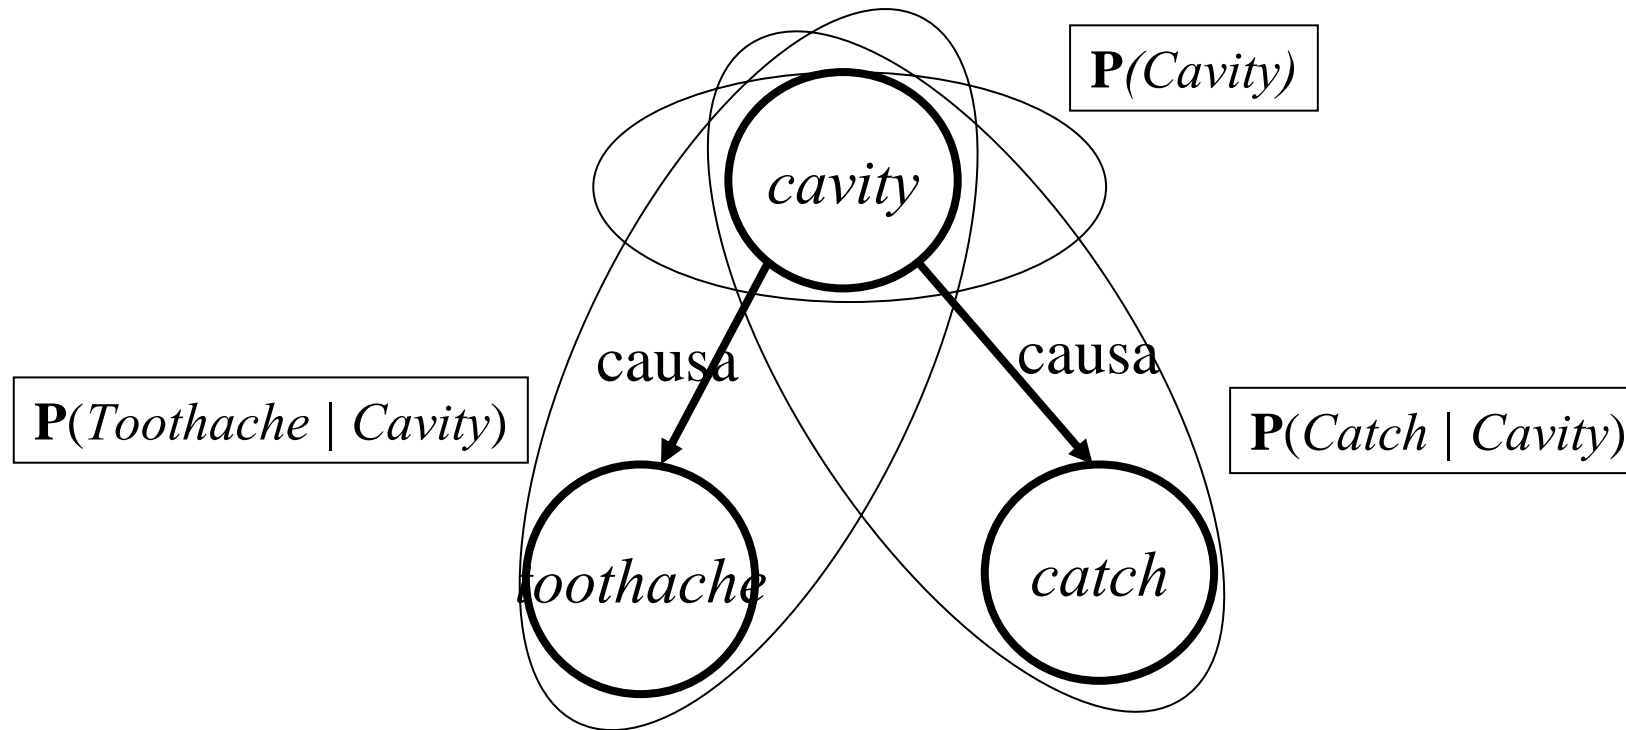 P(Cavity)
cavity
causa
causa
P(Toothache | Cavity)
P(Catch | Cavity)
toothache
catch